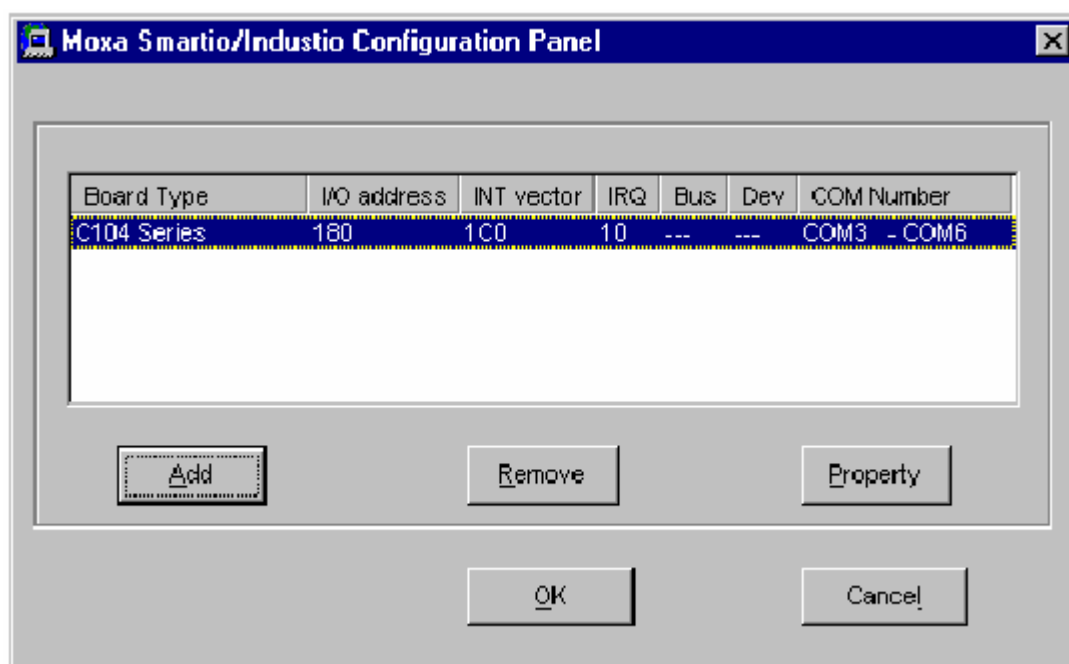 Moxa Smartio/Industio Configuration Panel
Board Type I/O address INT vector IRQ Bus Dev COM Number
C104 Series 180 1C0 10 --- --- COM3 - COM6
Add Remove Property
OK Cancel